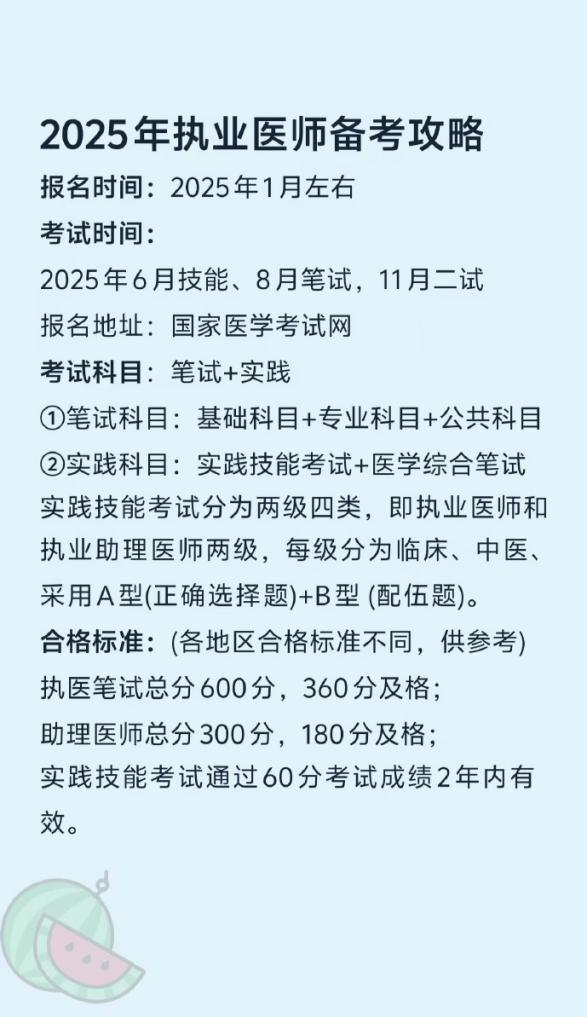 2025年执业医师备考攻略
报名时间：2025年1月左右
考试时间：
2025年6月技能、8月笔试，11月二试
报名地址：国家医学考试网
考试科目：笔试+实践
①笔试科目：基础科目+专业科目+公共科目
②实践科目：实践技能考试+医学综合笔试
实践技能考试分为两级四类，即执业医师和
执业助理医师两级，每级分为临床、中医、
采用A型(正确选择题)+B型 (配伍题)。
合格标准：(各地区合格标准不同，供参考)
执医笔试总分600分，360分及格；
助理医师总分300分，180分及格；
实践技能考试通过60分考试成绩2年内有
效。